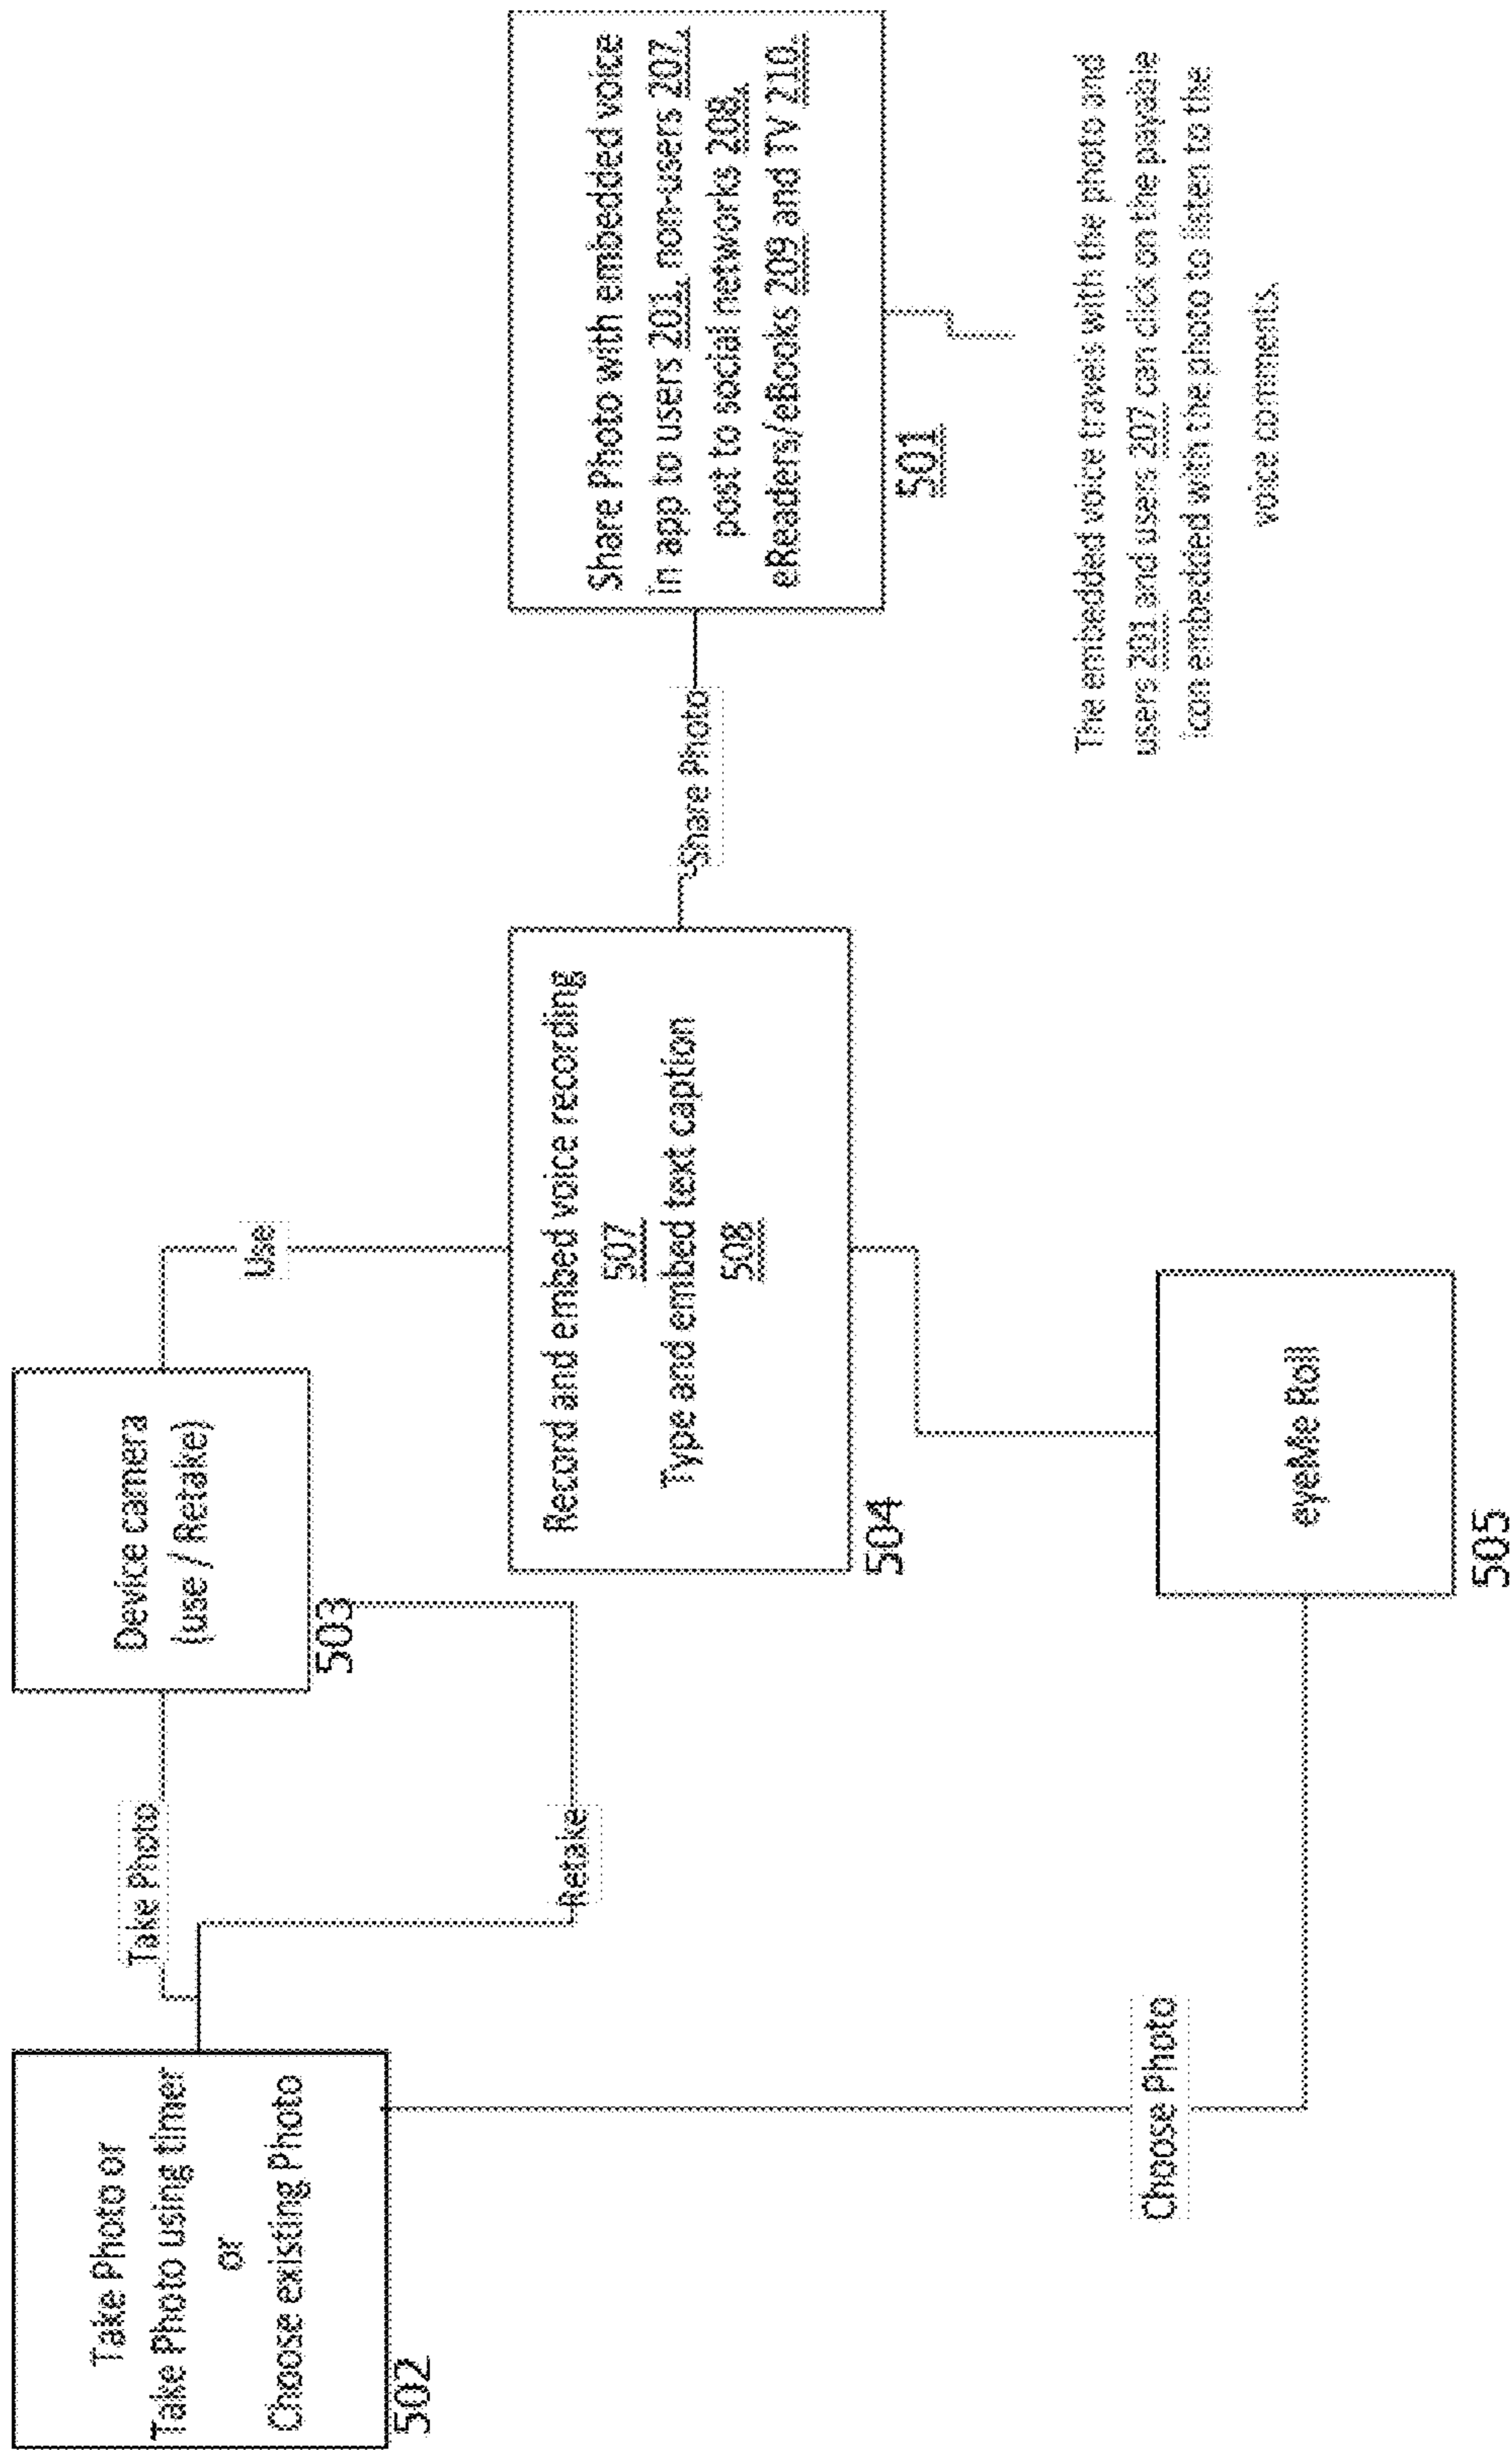 Take Photo or
Take Photo using timer
or
Choose existing Photo
502
Take Photo
Retake
Device camera
(use / Retake)
503
Use
Choose Photo
eyeMe Roll
505
Record and embed voice recording
507
Type and embed text caption
508
504
Share Photo
Share Photo with embedded voice
in app to users 201, non-users 207,
post to social networks 208,
eReaders/eBooks 209 and TV 210.
501
The embedded voice travels with the photo and
users 201 and users 207 can click on the payable
icon embedded with the photo to listen to the
voice comments.